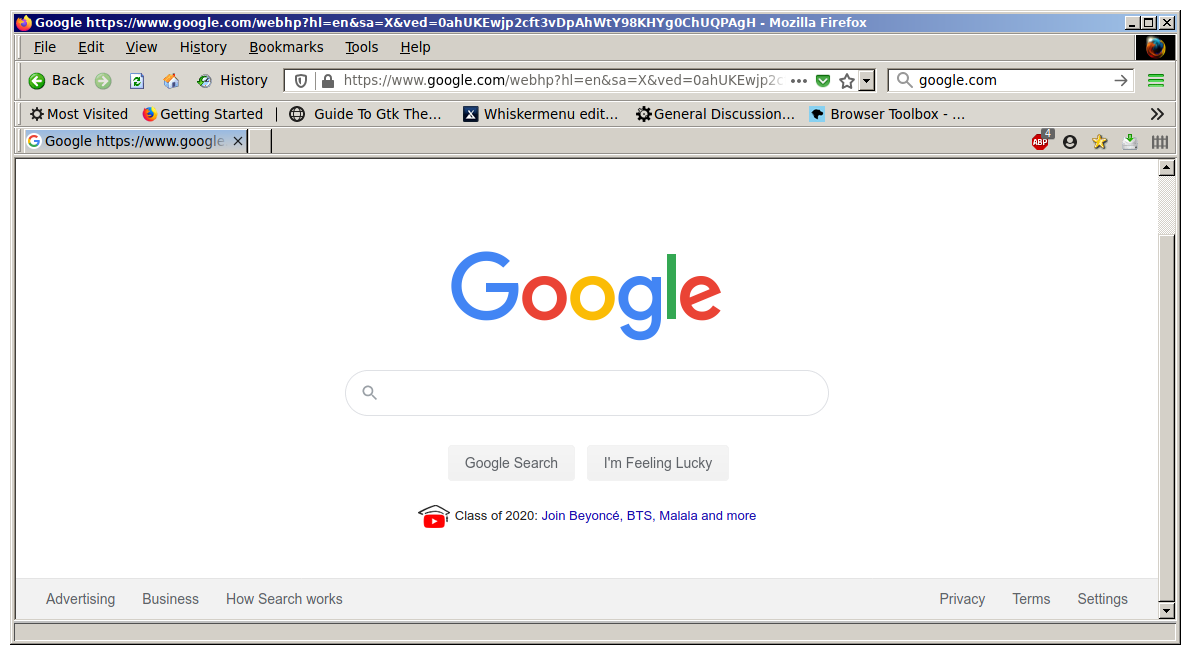 Google https://www.google.com/webhp?hl=en&sa=X&ved=0ahUKEwjp2cft3vDpAhWtY98KHYg0ChUQPAgH - Mozilla Firefox
File Edit View History Bookmarks Tools Help
Back History https://www.google.com/webhp?hl=en&sa=X&ved=0ahUKEwjp2c google.com
Most Visited Getting Started | Guide To Gtk The... Whiskermenu edit... General Discussion... Browser Toolbox - ...
Google https://www.google ABP 4
Google
Google Search I'm Feeling Lucky
Class of 2020: Join Beyoncé, BTS, Malala and more
Advertising Business How Search works Privacy Terms Settings